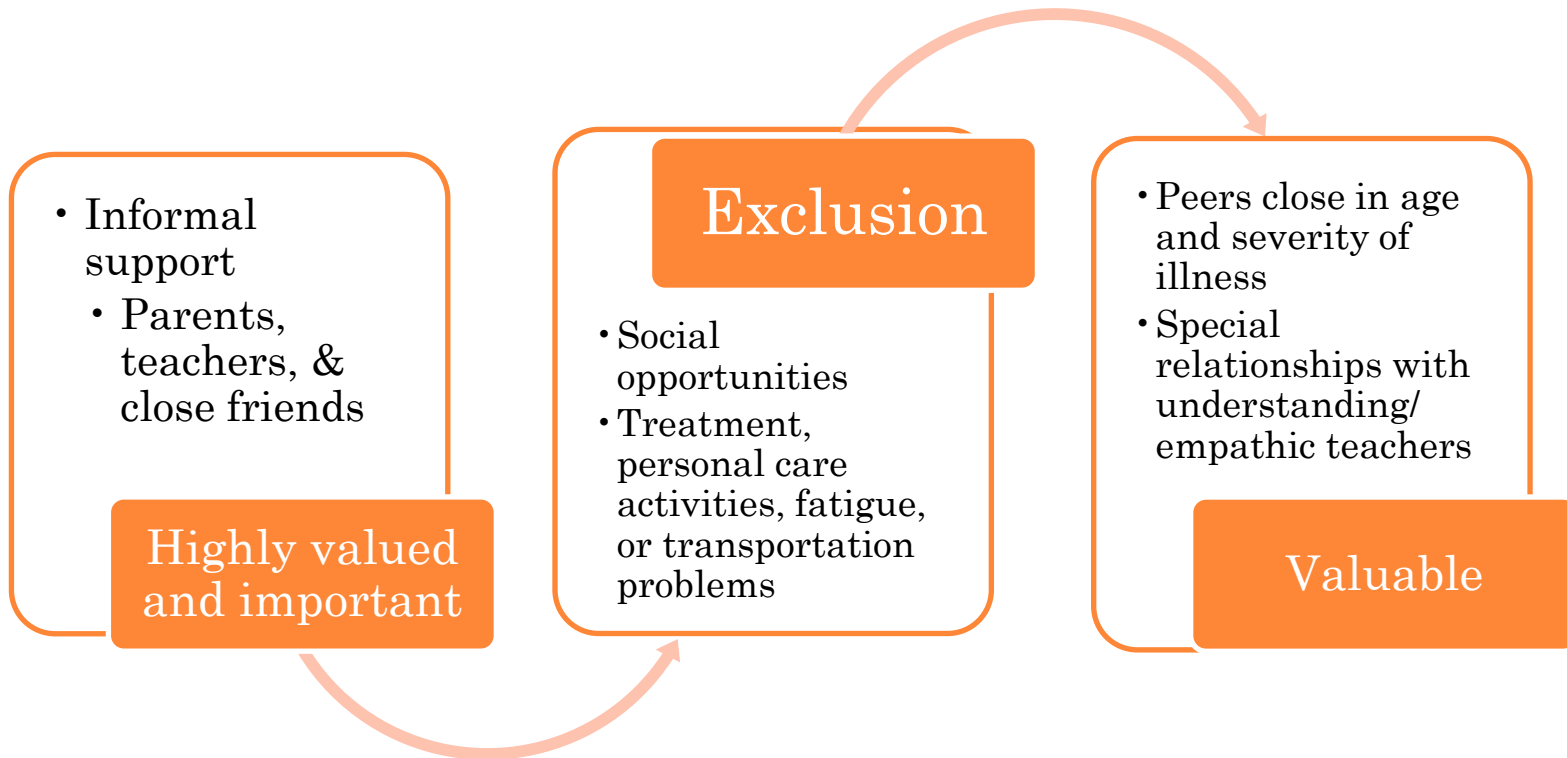 • Informal
support
• Parents,
teachers, &
close friends
Highly valued
and important
Exclusion
• Social
opportunities
• Treatment,
personal care
activities, fatigue,
or transportation
problems
• Peers close in age
and severity of
illness
• Special
relationships with
understanding/
empathic teachers
Valuable